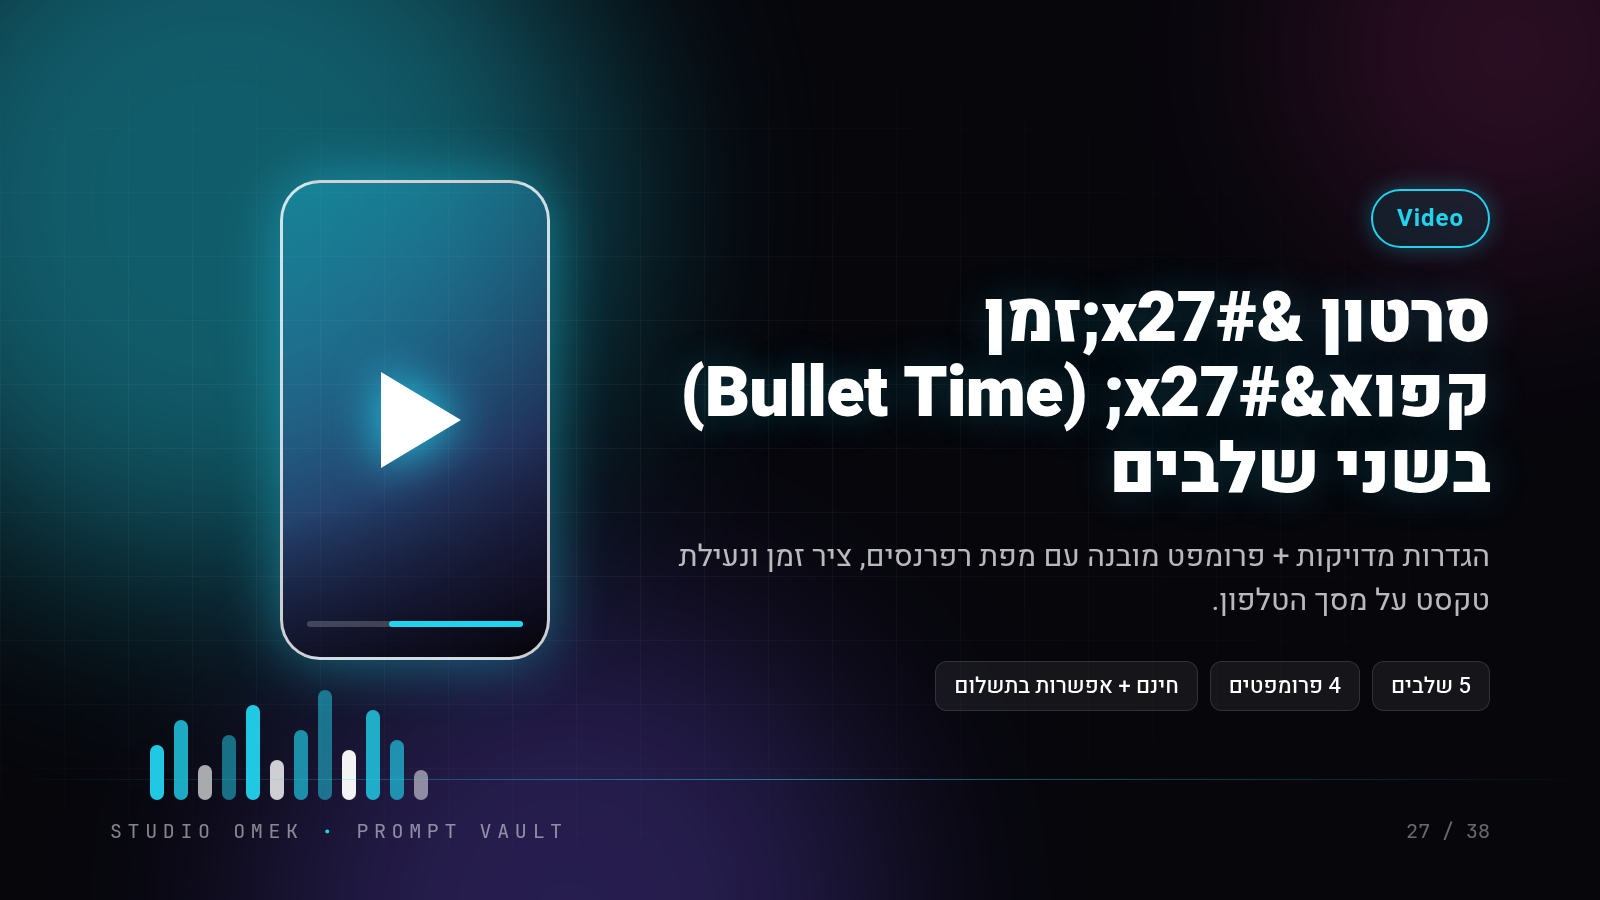 Video
סרטון &#x27;זמן
קפוא&#x27; (Bullet Time)
בשני שלבים
הגדרות מדויקות + פרומפט מובנה עם מפת רפרנסים, ציר זמן ונעילת
טקסט על מסך הטלפון.
5 שלבים
4 פרומפטים
חינם + אפשרות בתשלום
STUDIO OMEK · PROMPT VAULT
27 / 38